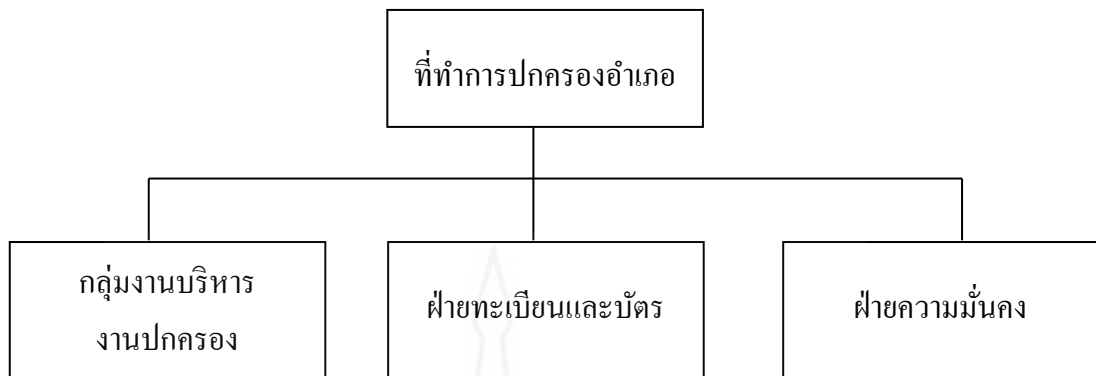 ที่ทำการปกครองอำเภอ
กลุ่มงานบริหาร
งานปกครอง
ฝ่ายทะเบียนและบัตร
ฝ่ายความมั่นคง